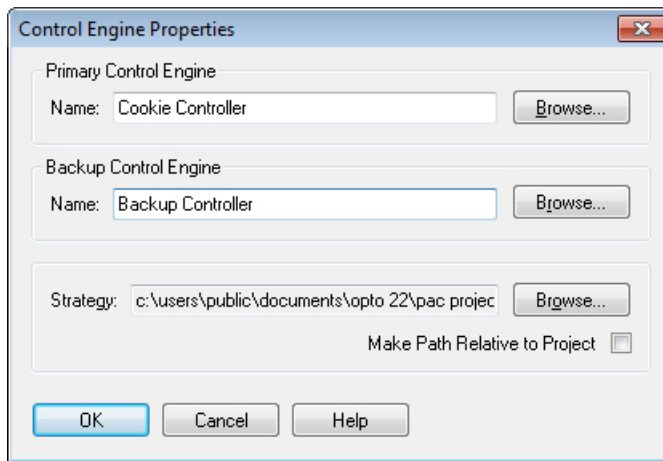 Control Engine Properties
Primary Control Engine
Name: Cookie Controller Browse...
Backup Control Engine
Name: Backup Controller Browse...
Strategy: c:\users\public\documents\opto 22\pac projec Browse...
Make Path Relative to Project
OK Cancel Help